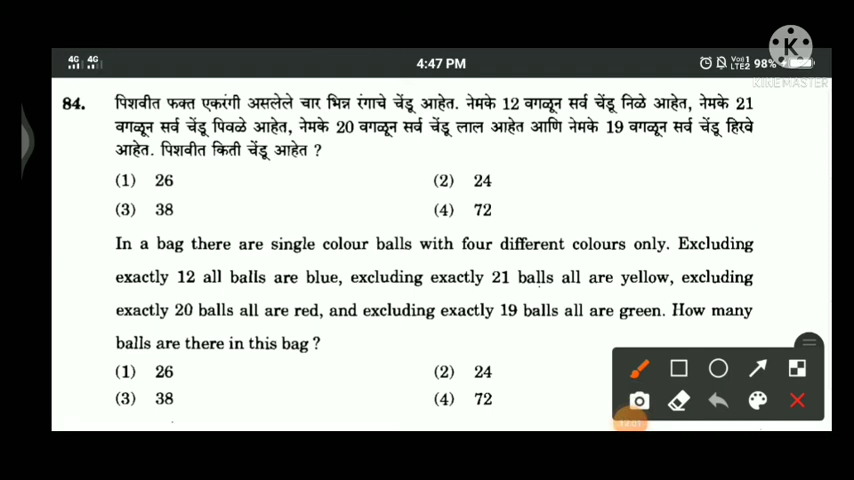 4G 4G 4:47 PM Vo)) 1 LTE2 98%
K
KINEMASTER
84. पिशवीत फक्त एकरंगी असलेले चार भिन्न रंगाचे चेंडू आहेत. नेमके 12 वगळून सर्व चेंडू निळे आहेत, नेमके 21
वगळून सर्व चेंडू पिवळे आहेत, नेमके 20 वगळून सर्व चेंडू लाल आहेत आणि नेमके 19 वगळून सर्व चेंडू हिरवे
आहेत. पिशवीत किती चेंडू आहेत ?
(1) 26 (2) 24
(3) 38 (4) 72
In a bag there are single colour balls with four different colours only. Excluding
exactly 12 all balls are blue, excluding exactly 21 balls all are yellow, excluding
exactly 20 balls all are red, and excluding exactly 19 balls all are green. How many
balls are there in this bag ?
(1) 26 (2) 24
(3) 38 (4) 72